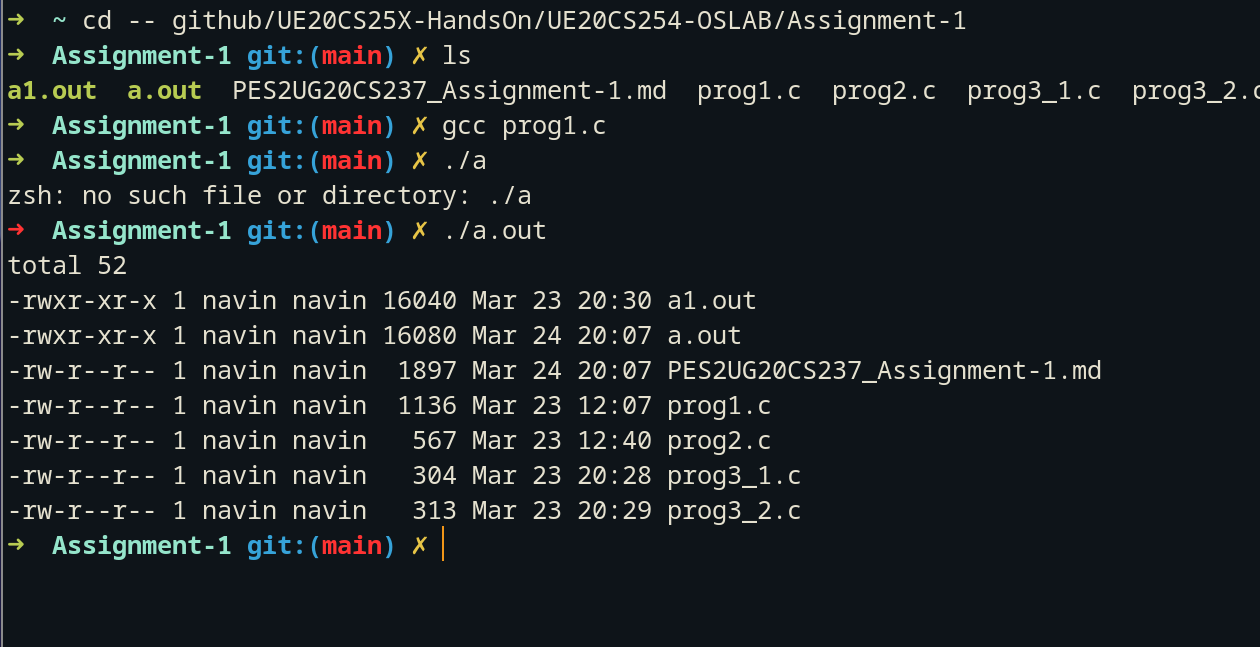 ➜  ~ cd -- github/UE20CS25X-HandsOn/UE20CS254-OSLAB/Assignment-1
➜  Assignment-1 git:(main) ✗ ls
a1.out  a.out  PES2UG20CS237_Assignment-1.md  prog1.c  prog2.c  prog3_1.c  prog3_2.c
➜  Assignment-1 git:(main) ✗ gcc prog1.c
➜  Assignment-1 git:(main) ✗ ./a
zsh: no such file or directory: ./a
➜  Assignment-1 git:(main) ✗ ./a.out
total 52
-rwxr-xr-x 1 navin navin 16040 Mar 23 20:30 a1.out
-rwxr-xr-x 1 navin navin 16080 Mar 24 20:07 a.out
-rw-r--r-- 1 navin navin  1897 Mar 24 20:07 PES2UG20CS237_Assignment-1.md
-rw-r--r-- 1 navin navin  1136 Mar 23 12:07 prog1.c
-rw-r--r-- 1 navin navin   567 Mar 23 12:40 prog2.c
-rw-r--r-- 1 navin navin   304 Mar 23 20:28 prog3_1.c
-rw-r--r-- 1 navin navin   313 Mar 23 20:29 prog3_2.c
➜  Assignment-1 git:(main) ✗